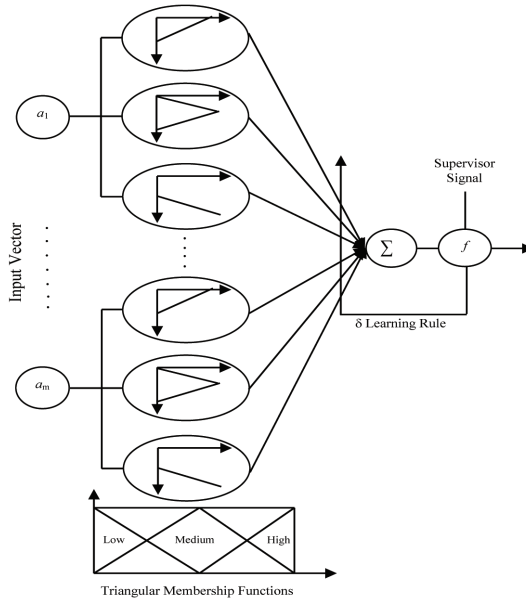 a1
Input Vector
am
Σ
f
Supervisor
Signal
δ Learning Rule
Low
Medium
High
Triangular Membership Functions